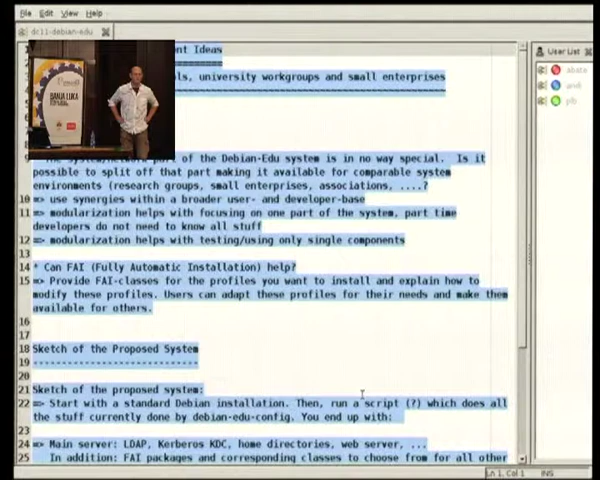 File Edit View Help
dc11-debian-edu
nt Ideas
User List
ls, university workgroups and small enterprises
abate
andi
plb
BANJA LUKA
9 The system/network part of the Debian-Edu system is in no way special.  Is it
possible to split off that part making it available for comparable system
environments (research groups, small enterprises, associations, ....?
10 => use synergies within a broader user- and developer-base
11 => modularization helps with focusing on one part of the system, part time
developers do not need to know all stuff
12 => modularization helps with testing/using only single components
13
14 * Can FAI (Fully Automatic Installation) help?
15 => Provide FAI-classes for the profiles you want to install and explain how to
modify these profiles. Users can adapt these profiles for their needs and make them
available for others.
16
17
18 Sketch of the Proposed System
19 ----------------------------
20
21 Sketch of the proposed system:
22 => Start with a standard Debian installation. Then, run a script (?) which does all
the stuff currently done by debian-edu-config. You end up with:
23
24 => Main server: LDAP, Kerberos KDC, home directories, web server, ...
25 In addition: FAI packages and corresponding classes to choose from for all other
Ln 1, Col 1 INS